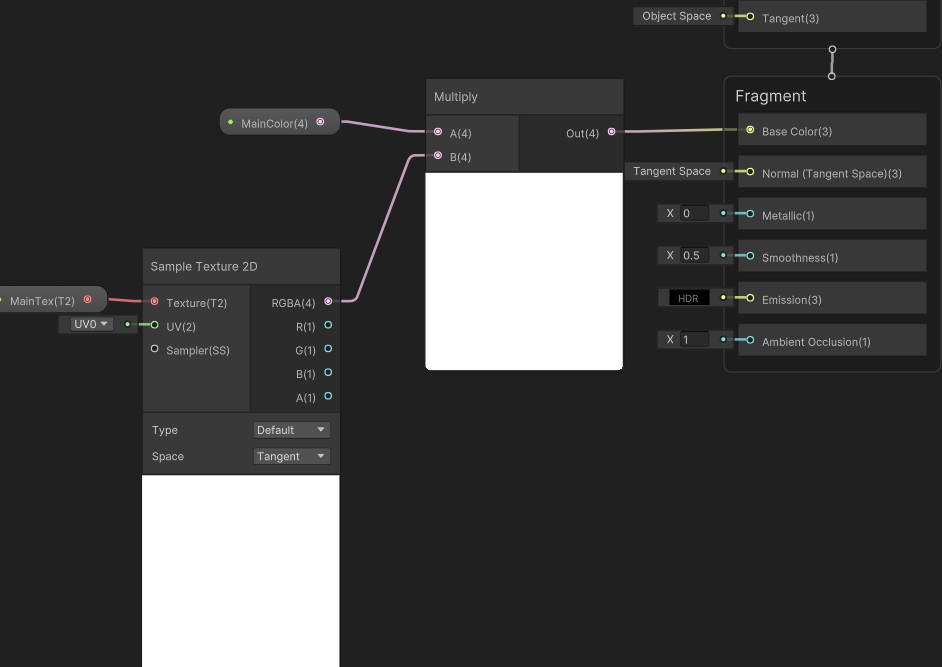 Object Space
Tangent(3)
Fragment
Multiply
MainColor(4)
A(4)
Out(4)
B(4)
Base Color(3)
Tangent Space
Normal (Tangent Space)(3)
X 0
Metallic(1)
X 0.5
Smoothness(1)
HDR
Emission(3)
X 1
Ambient Occlusion(1)
Sample Texture 2D
MainTex(T2)
Texture(T2)
RGBA(4)
UV0
UV(2)
R(1)
Sampler(SS)
G(1)
B(1)
A(1)
Type
Default
Space
Tangent